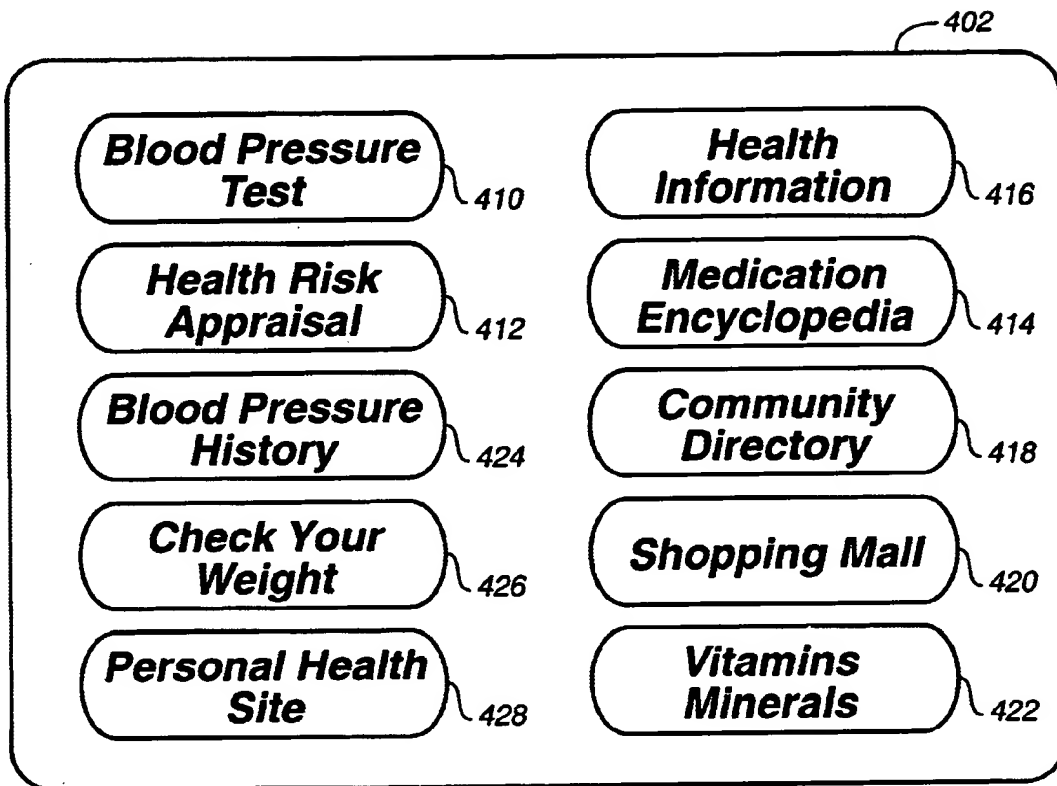 402
Blood Pressure
Test
410
Health Risk
Appraisal
412
Blood Pressure
History
424
Check Your
Weight
426
Personal Health
Site
428
Health
Information
416
Medication
Encyclopedia
414
Community
Directory
418
Shopping Mall
420
Vitamins
Minerals
422